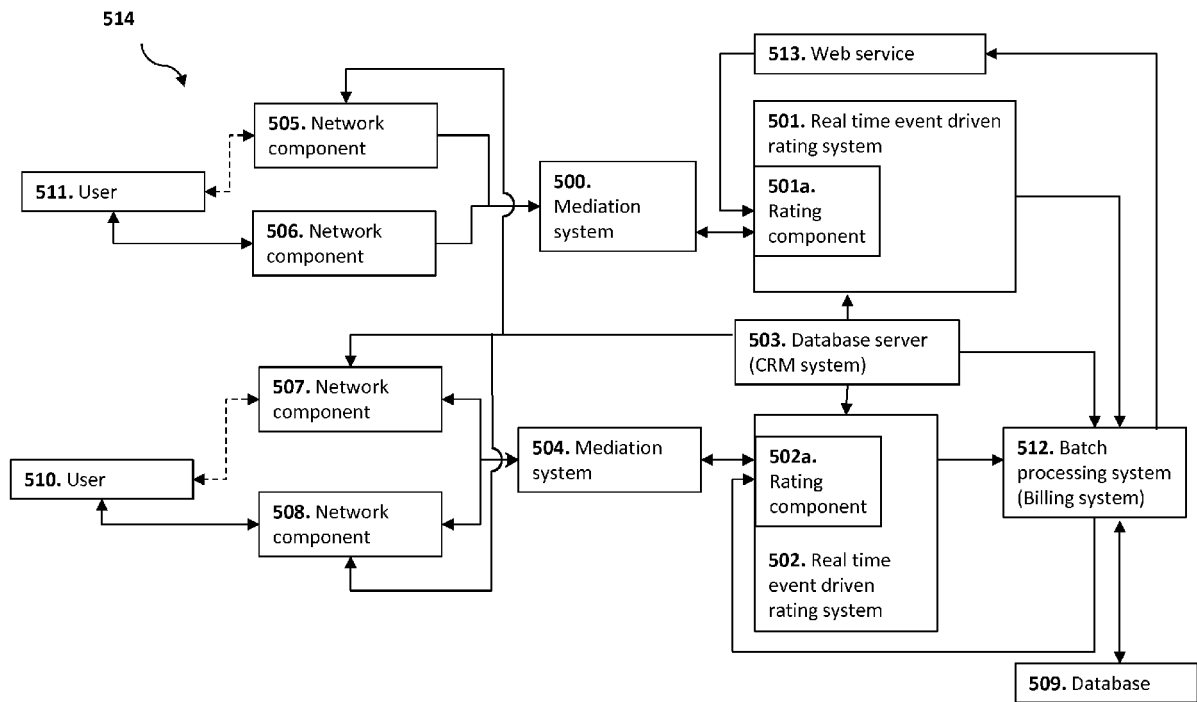 514
513. Web service
505. Network
component
501. Real time event driven
rating system
511. User
500.
Mediation
system
501a.
Rating
component
506. Network
component
503. Database server
(CRM system)
507. Network
component
510. User
504. Mediation
system
502a.
Rating
component
512. Batch
processing system
(Billing system)
508. Network
component
502. Real time
event driven
rating system
509. Database